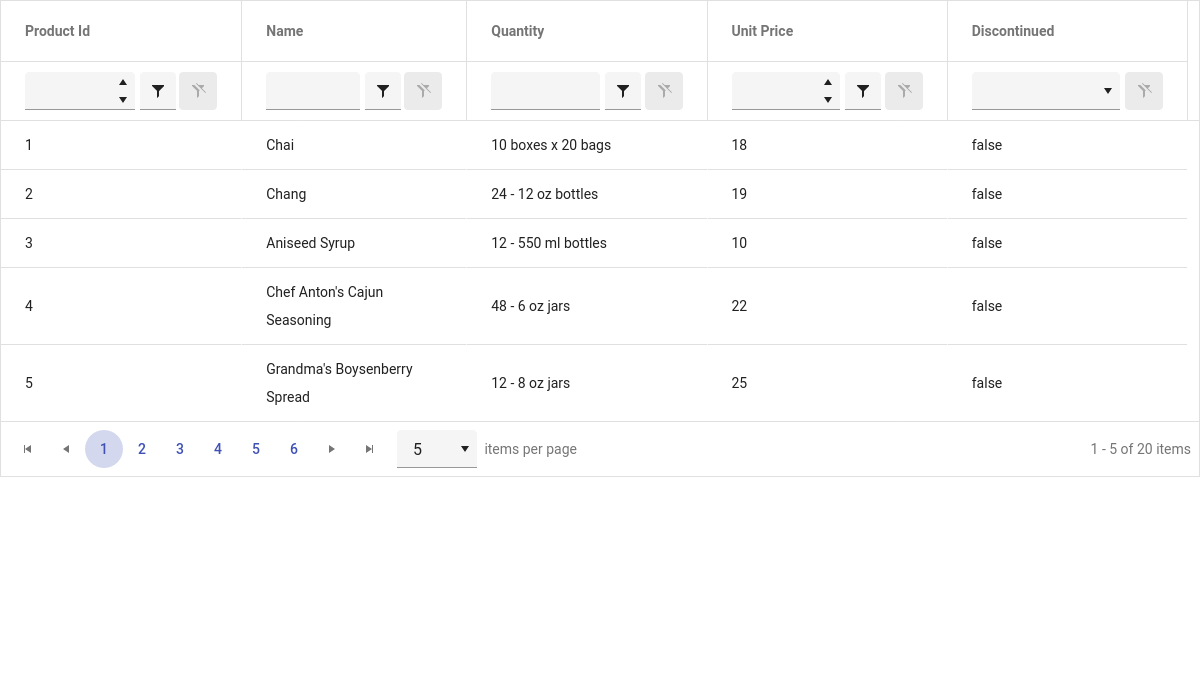 Product Id Name Quantity Unit Price Discontinued
1 Chai 10 boxes x 20 bags 18 false
2 Chang 24 - 12 oz bottles 19 false
3 Aniseed Syrup 12 - 550 ml bottles 10 false
4 Chef Anton's Cajun Seasoning 48 - 6 oz jars 22 false
5 Grandma's Boysenberry Spread 12 - 8 oz jars 25 false
1 2 3 4 5 6 5 items per page 1 - 5 of 20 items